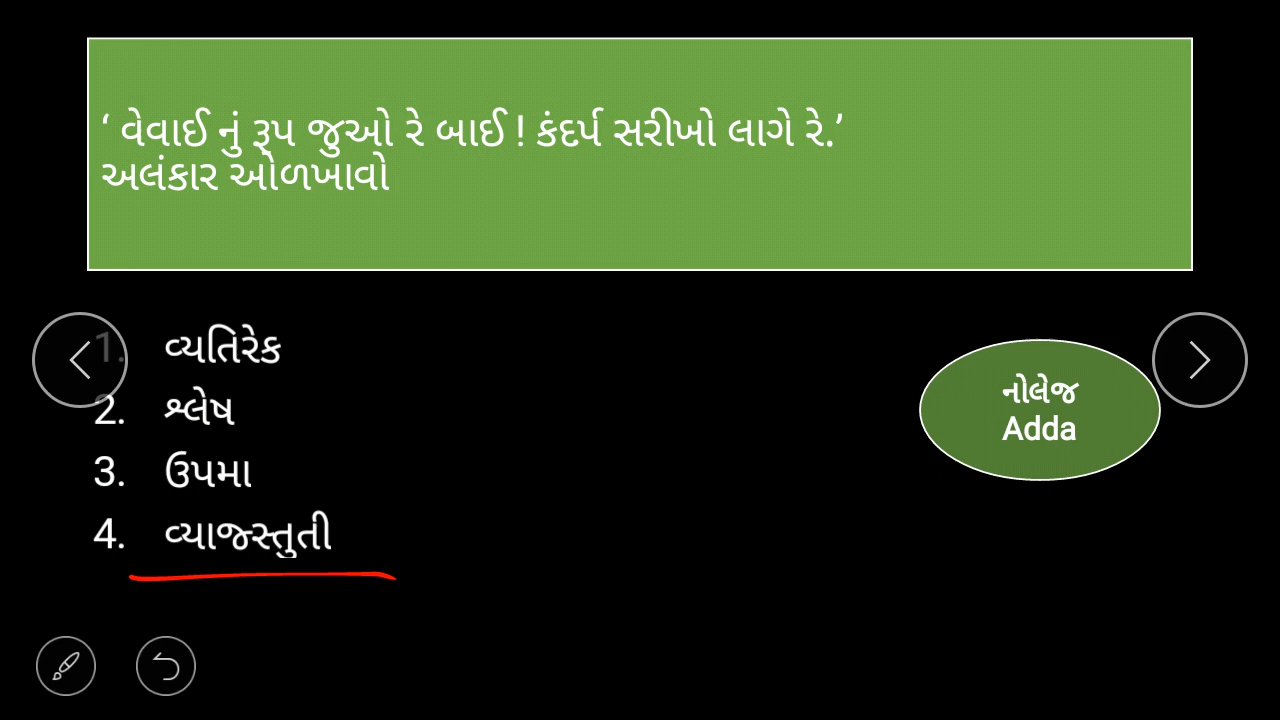 ‘ વેવાઈ નું રૂપ જુઓ રે બાઈ ! કંદર્પ સરીખો લાગે રે.’
અલંકાર ઓળખાવો
1. વ્યતિરેક
2. શ્લેષ
3. ઉપમા
4. વ્યાજસ્તુતી
નોલેજ
Adda